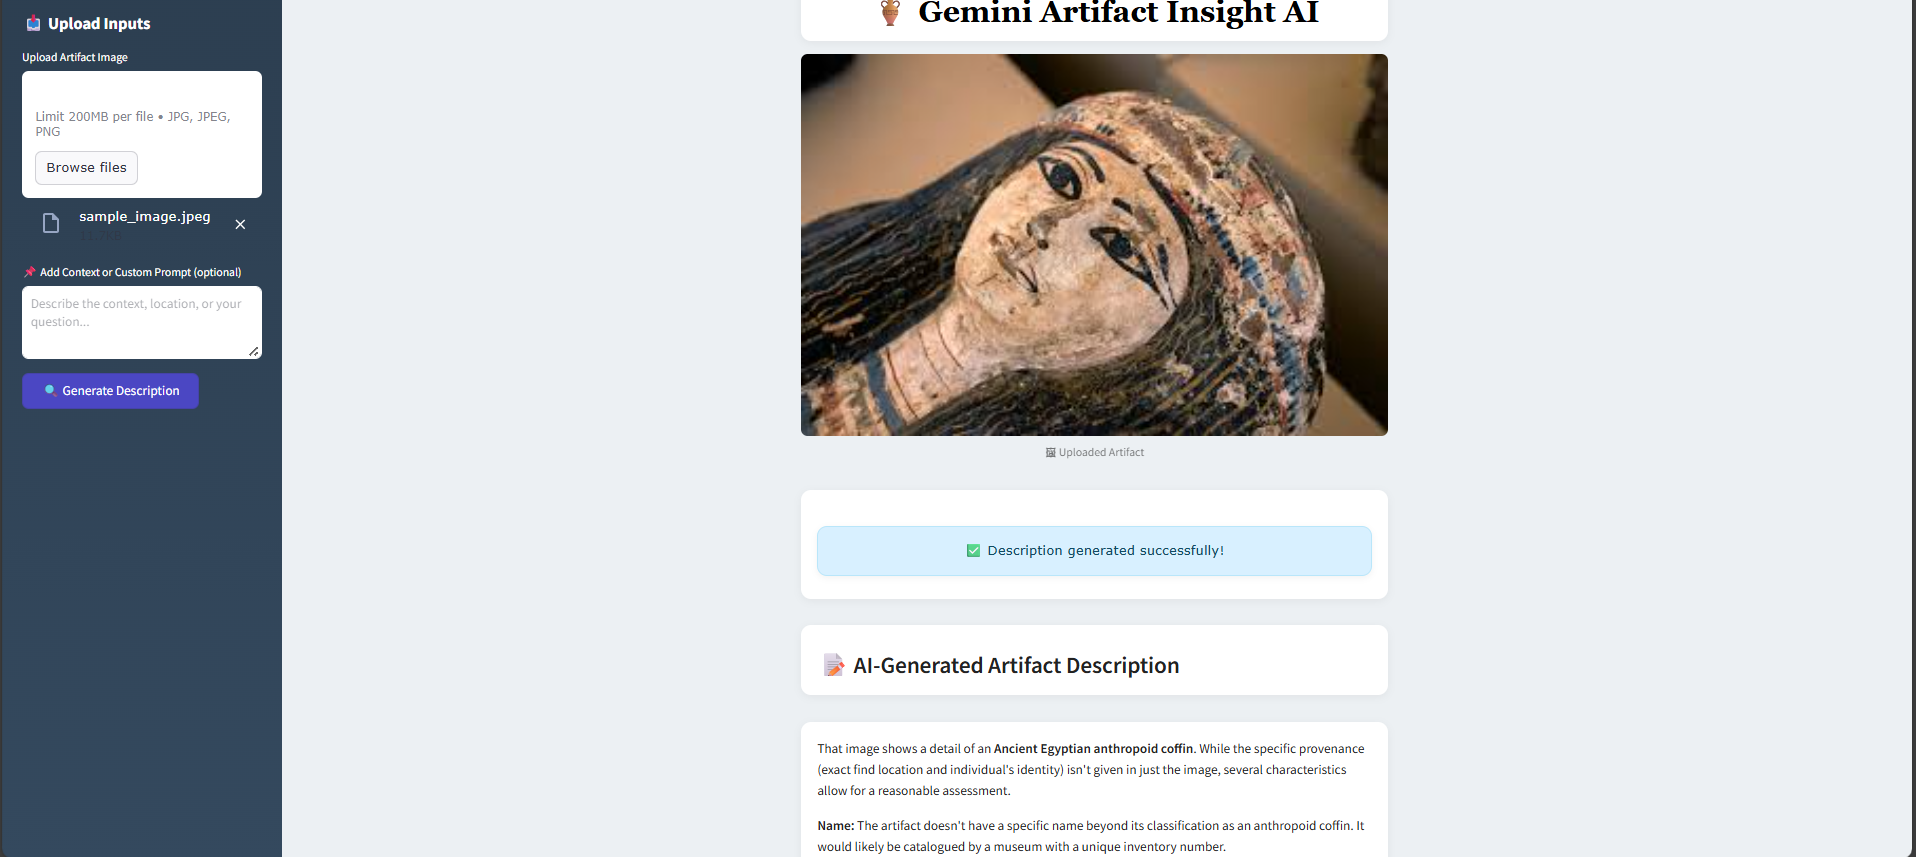 Upload Inputs
Upload Artifact Image
Limit 200MB per file • JPG, JPEG,
PNG
Browse files
sample_image.jpeg
11.7KB
Add Context or Custom Prompt (optional)
Describe the context, location, or your
question...
Generate Description
Gemini Artifact Insight AI
Uploaded Artifact
Description generated successfully!
AI-Generated Artifact Description
That image shows a detail of an Ancient Egyptian anthropoid coffin. While the specific provenance
(exact find location and individual's identity) isn't given in just the image, several characteristics
allow for a reasonable assessment.
Name: The artifact doesn't have a specific name beyond its classification as an anthropoid coffin. It
would likely be catalogued by a museum with a unique inventory number.